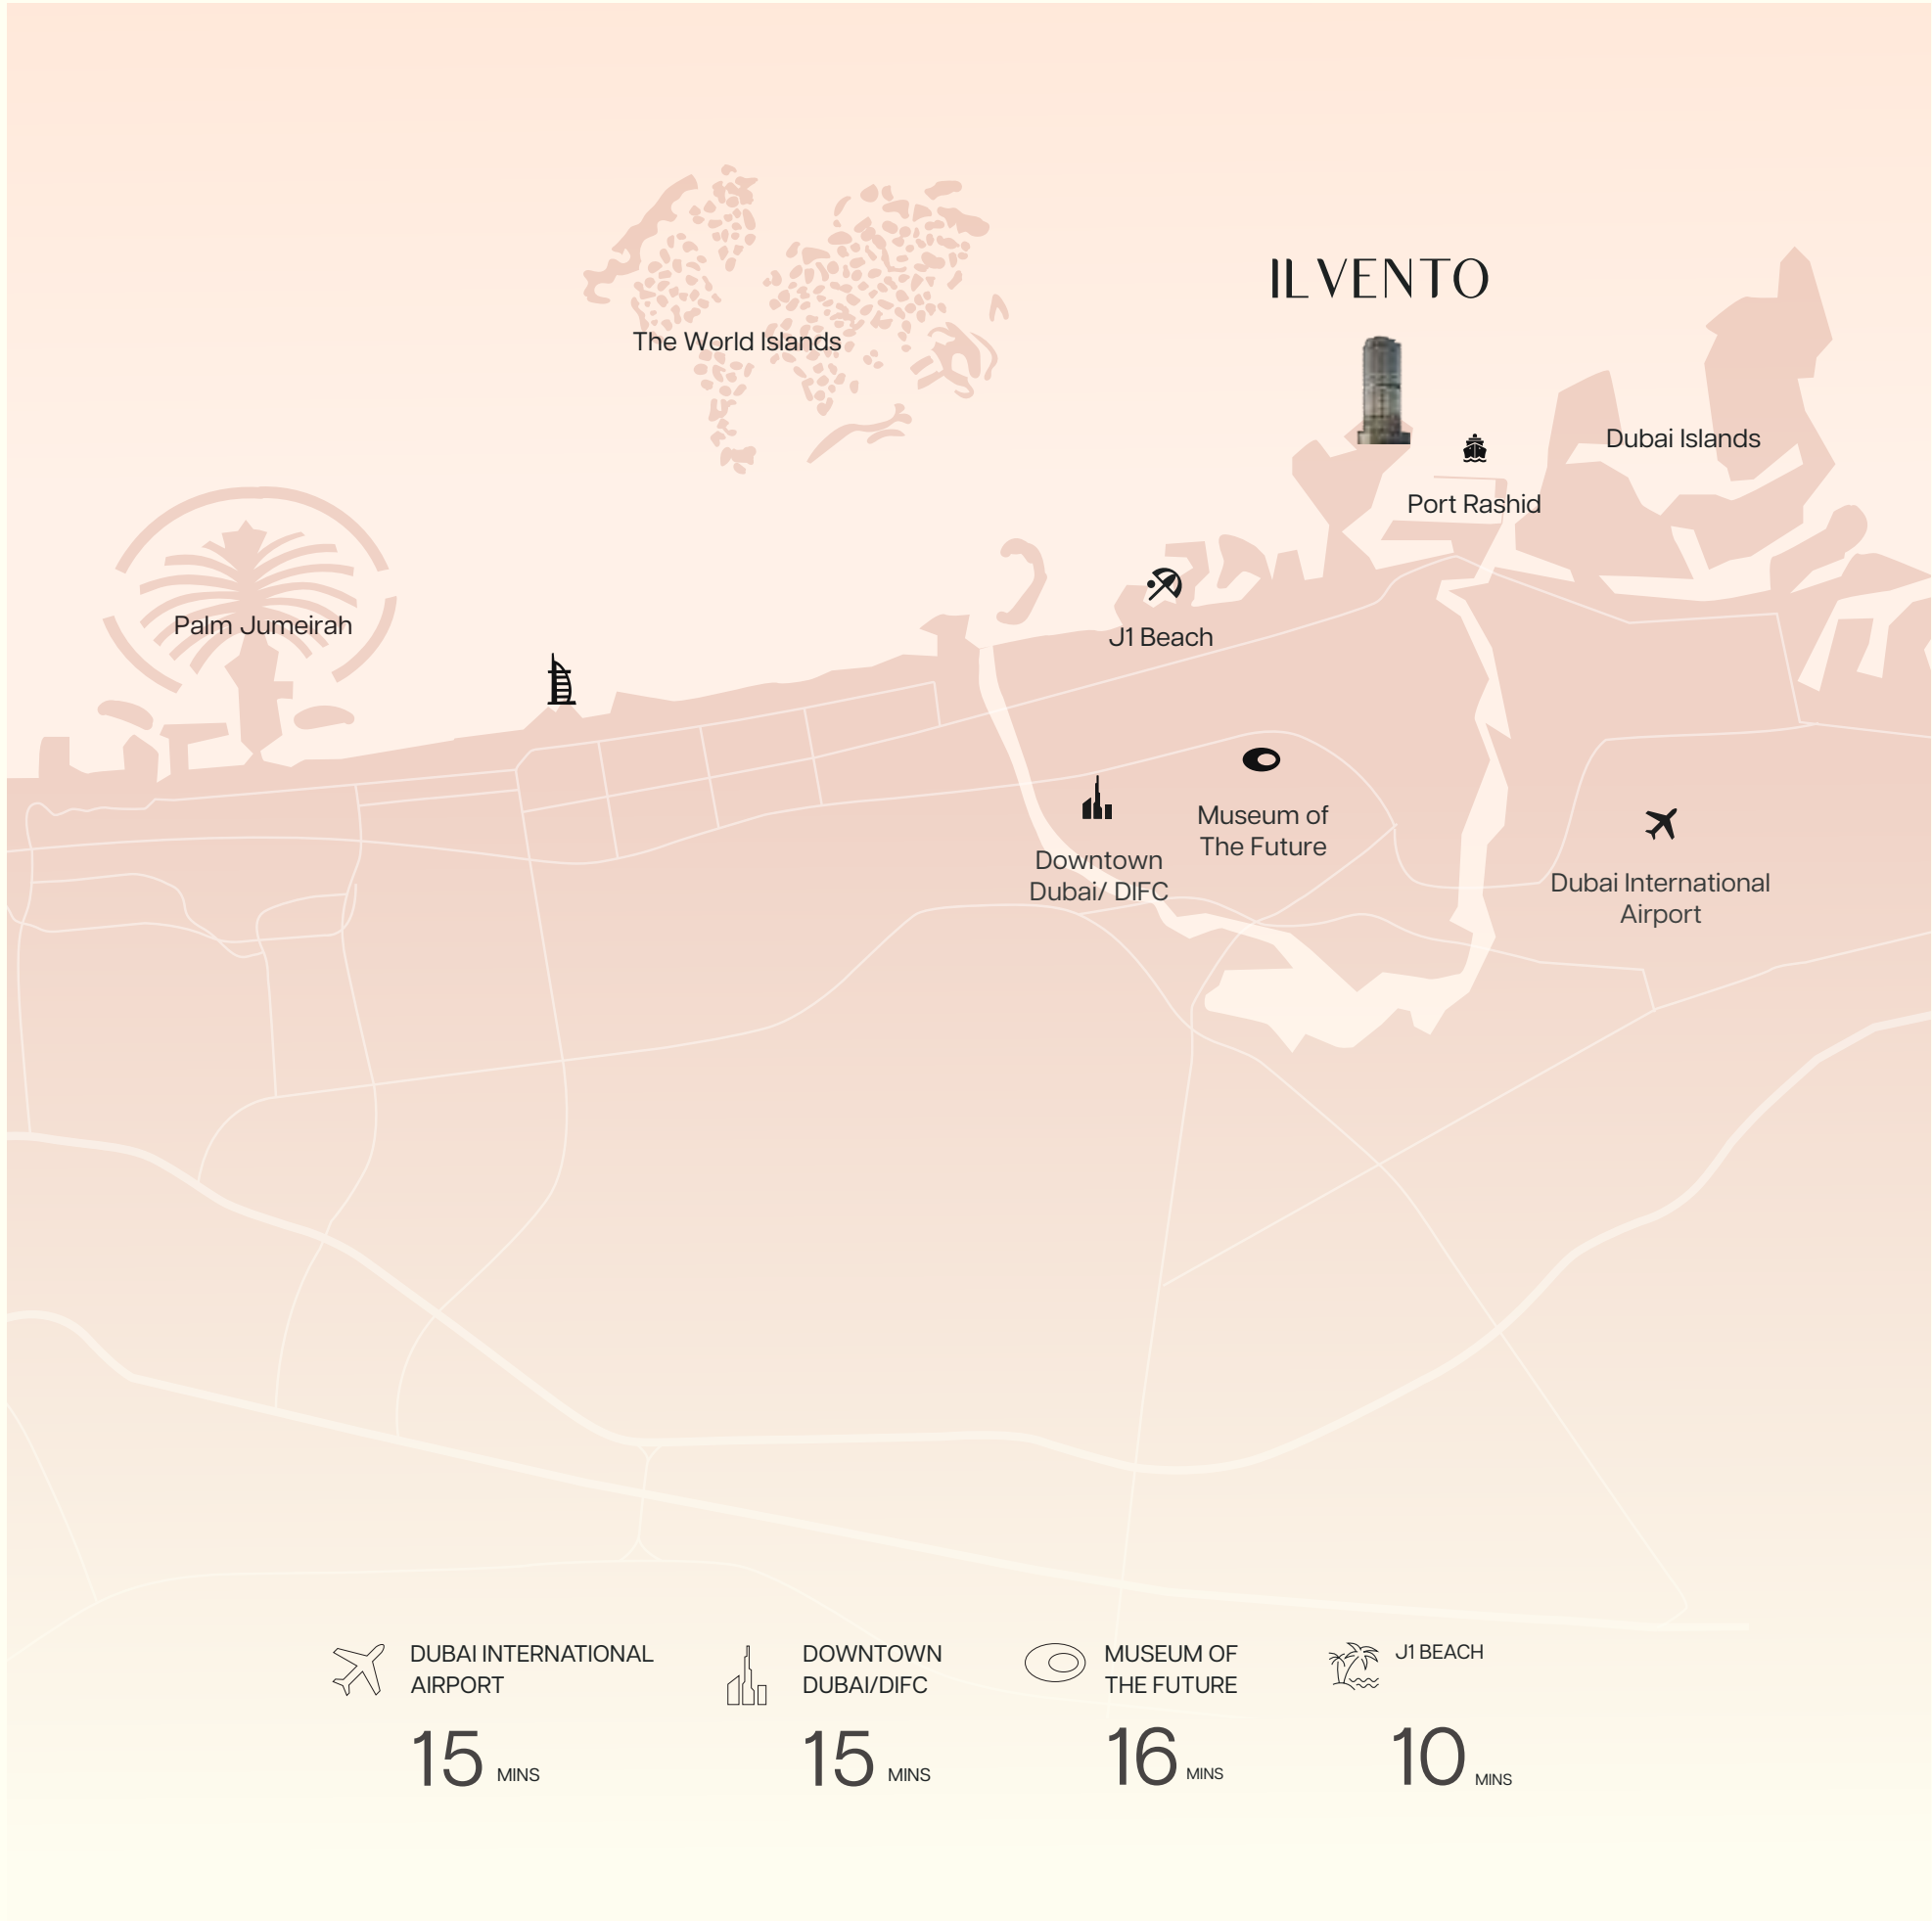 IL VENTO
The World Islands
Dubai Islands
Port Rashid
Palm Jumeirah
J1 Beach
Museum of
The Future
Downtown
Dubai/ DIFC
Dubai International
Airport
DUBAI INTERNATIONAL
AIRPORT
15 MINS
DOWNTOWN
DUBAI/DIFC
15 MINS
MUSEUM OF
THE FUTURE
16 MINS
J1 BEACH
10 MINS